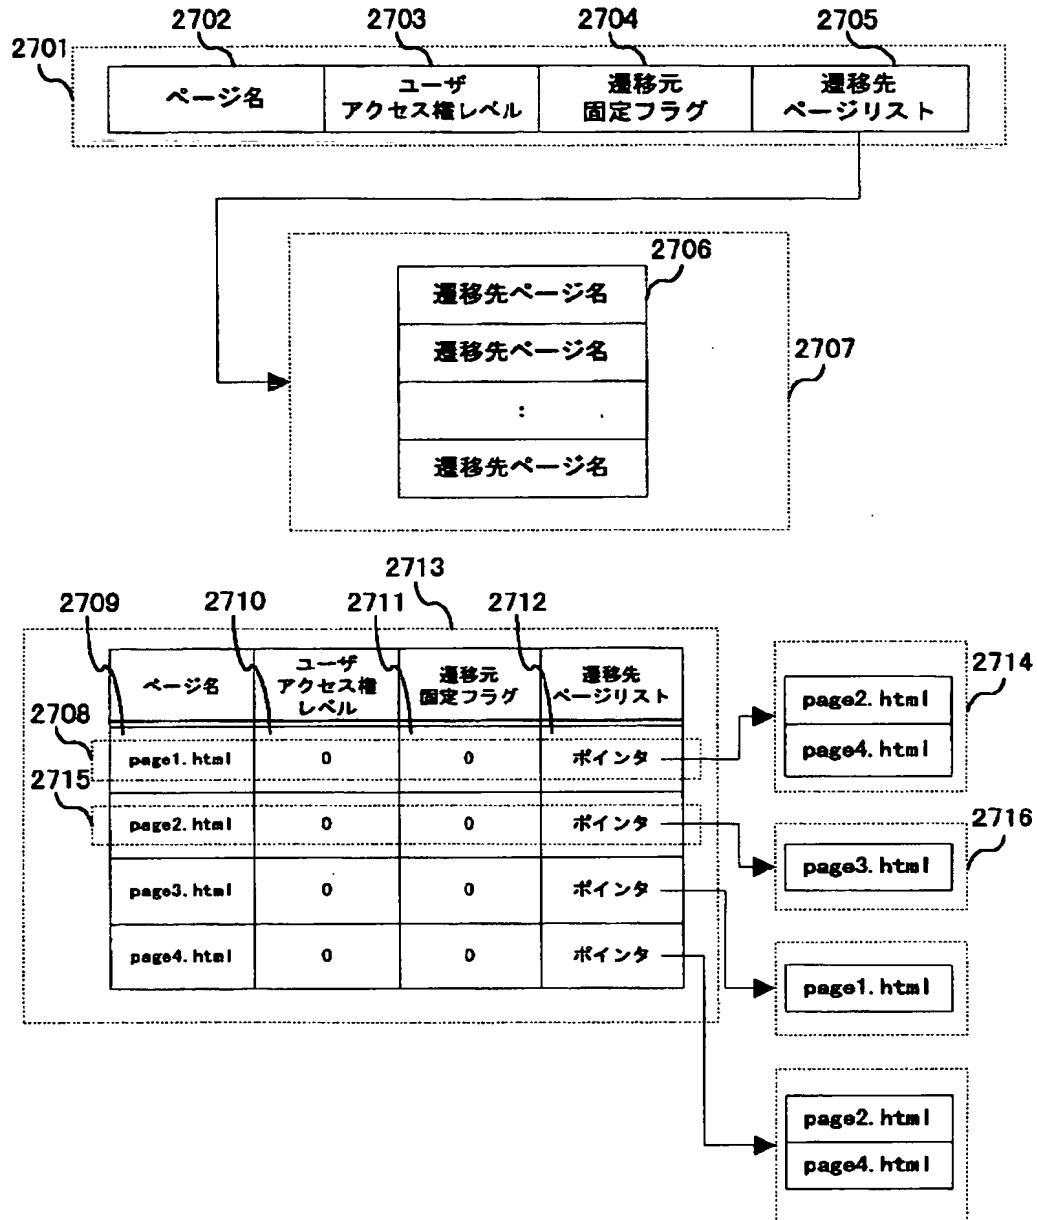 2702
2703
2704
2705
2701
ページ名
ユーザ
アクセス権レベル
遷移元
固定フラグ
遷移先
ページリスト
2706
遷移先ページ名
遷移先ページ名
:
遷移先ページ名
2707
2713
2709
2710
2711
2712
ページ名
ユーザ
アクセス権
レベル
遷移元
固定フラグ
遷移先
ページリスト
2708
page1.html
0
0
ポインタ
2715
page2.html
0
0
ポインタ
page3.html
0
0
ポインタ
page4.html
0
0
ポインタ
2714
page2.html
page4.html
2716
page3.html
page1.html
page2.html
page4.html